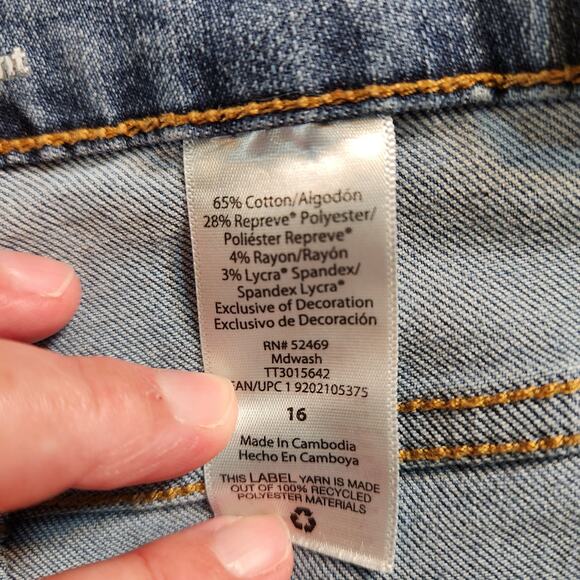 nt
65% Cotton/Algodón
28% Repreve® Polyester/
Poliéster Repreve®
4% Rayon/Rayón
3% Lycra® Spandex/
Spandex Lycra®
Exclusive of Decoration
Exclusivo de Decoración
RN# 52469
Mdwash
TT3015642
EAN/UPC 1 9202105375
16
Made In Cambodia
Hecho En Camboya
THIS LABEL YARN IS MADE
OUT OF 100% RECYCLED
POLYESTER MATERIALS